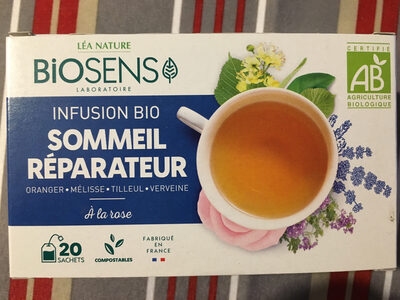 LÉA NATURE
BiOSENS
LABORATOIRE
INFUSION BIO
SOMMEIL
RÉPARATEUR
ORANGER • MÉLISSE • TILLEUL • VERVEINE
À la rose
20
SACHETS
COMPOSTABLES
FABRIQUÉ
EN
FRANCE
CERTIFIÉ
AB
AGRICULTURE
BIOLOGIQUE